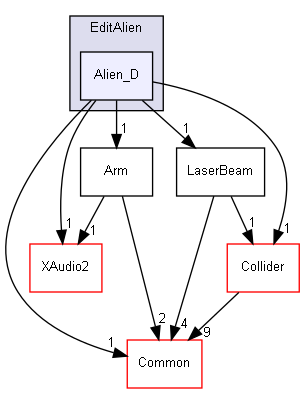 EditAlien
Alien_D
1
1
Arm
LaserBeam
1
1
1
1
XAudio2
Collider
2
4
9
1
Common